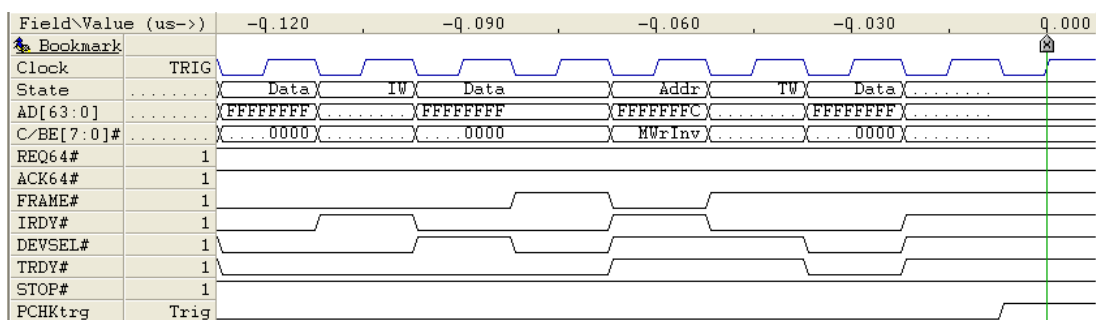 Field\Value (us->) -0.120 -0.090 -0.060 -0.030 0.000
Bookmark
Clock TRIG
State ........ Data IW Data Addr TW Data ........
AD[63:0] ........ FFFFFFFF ........ FFFFFFFF FFFFFFFC ........ FFFFFFFF ........
C/BE[7:0]# ........ ....0000 ........ ....0000 MWrInv ........ ....0000 ........
REQ64# 1
ACK64# 1
FRAME# 1
IRDY# 1
DEVSEL# 1
TRDY# 1
STOP# 1
PCHKtrg Trig